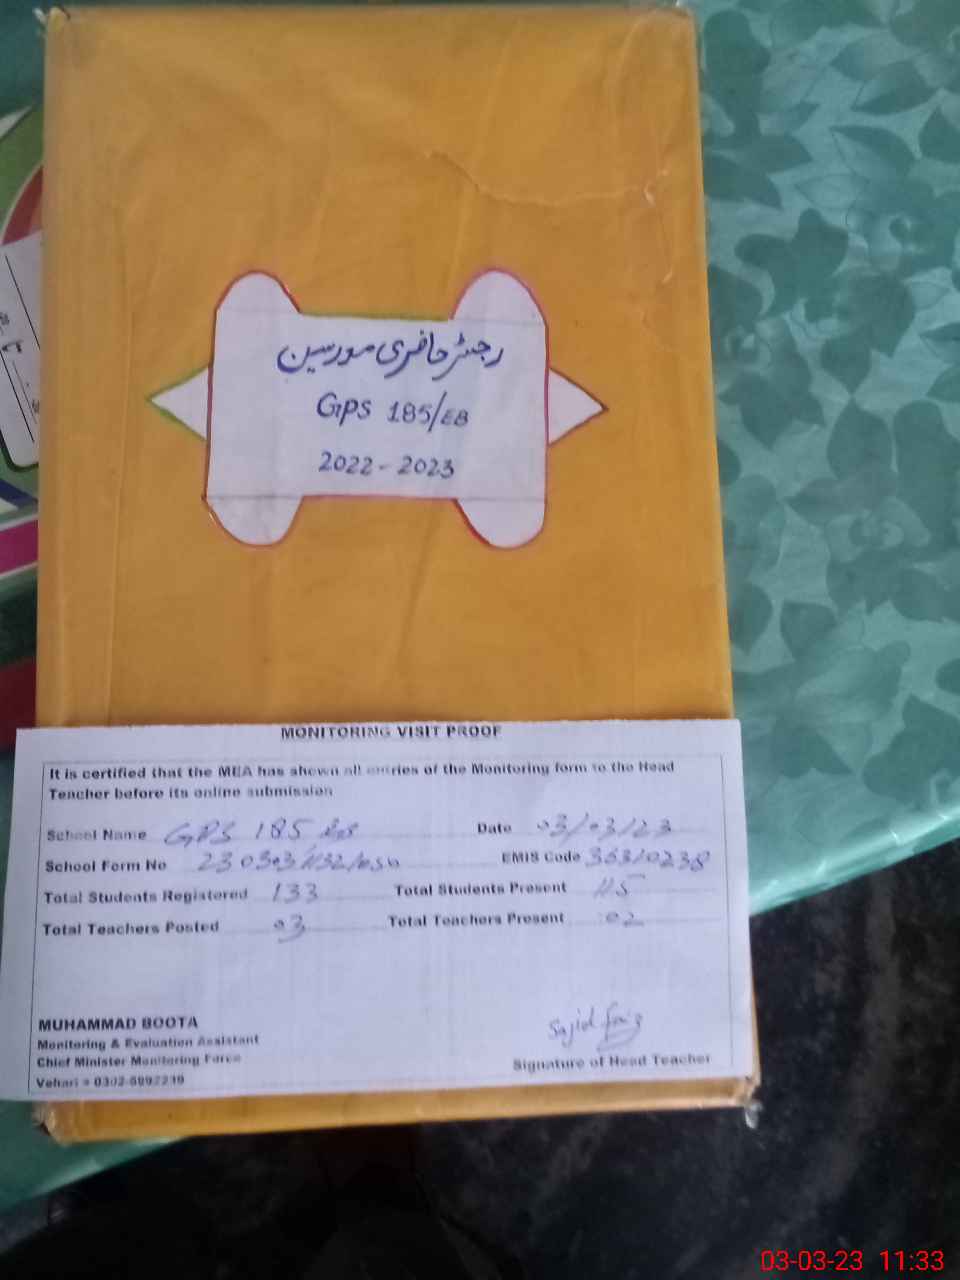 رجسٹر حاضری مدرسین
GPS 185/EB
2022-2023
MONITORING VISIT PROOF
It is certified that the MEA has shown all entries of the Monitoring form to the Head
Teacher before its online submission
School Name GPS 185 EB Date 03/03/23
School Form No EMIS Code 36310238
Total Students Registered 133 Total Students Present 115
Total Teachers Posted 03 Total Teachers Present 02
MUHAMMAD BOOTA
Monitoring & Evaluation Assistant
Chief Minister Monitoring Force
Vehari
Sajid Faiz
Signature of Head Teacher
03-03-23 11:33